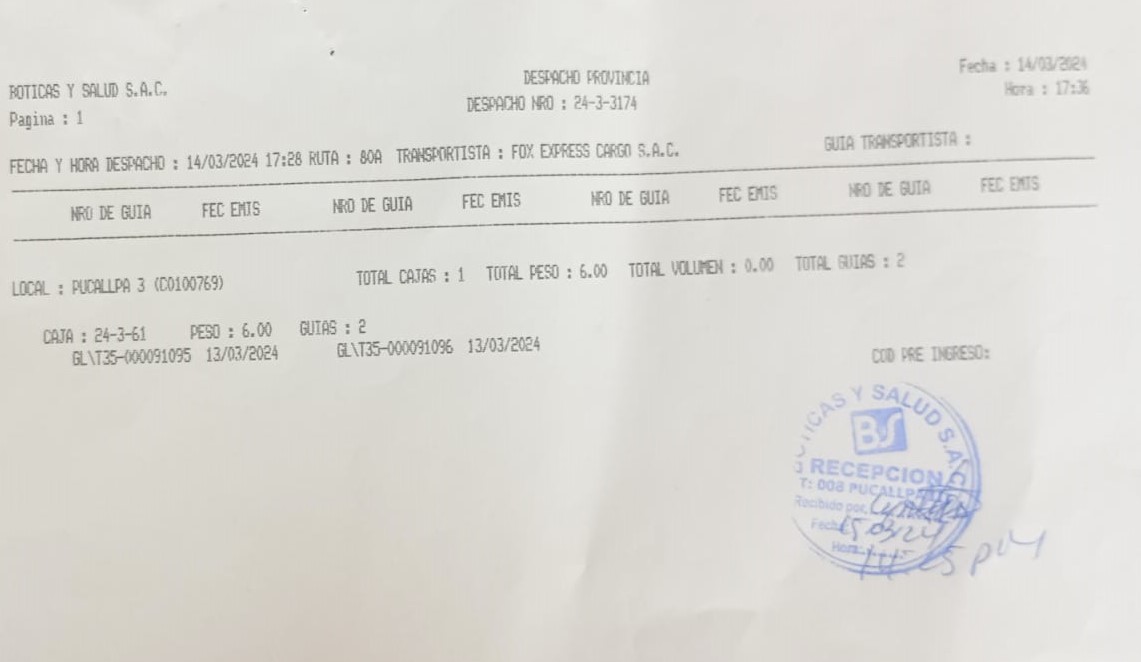 BOTICAS Y SALUD S.A.C.
Pagina : 1
DESPACHO PROVINCIA
DESPACHO NRO : 24-3-3174
Fecha : 14/03/2024
Hora : 17:36
FECHA Y HORA DESPACHO : 14/03/2024 17:28 RUTA : 80A TRANSPORTISTA : FOX EXPRESS CARGO S.A.C. GUIA TRANSPORTISTA :
NRO DE GUIA FEC EMIS NRO DE GUIA FEC EMIS NRO DE GUIA FEC EMIS NRO DE GUIA FEC EMIS
LOCAL : PUCALLPA 3 (C0100769) TOTAL CAJAS : 1 TOTAL PESO : 6.00 TOTAL VOLUMEN : 0.00 TOTAL GUIAS : 2
CAJA : 24-3-61 PESO : 6.00 GUIAS : 2
GL\T35-000091095 13/03/2024 GL\T35-000091096 13/03/2024
COD PRE INGRESO:
BOTICAS Y SALUD S.A.C
BS
RECEPCION
T: 008 PUCALLPA
Recibido por:
Fecha 15/03/24
Hora: